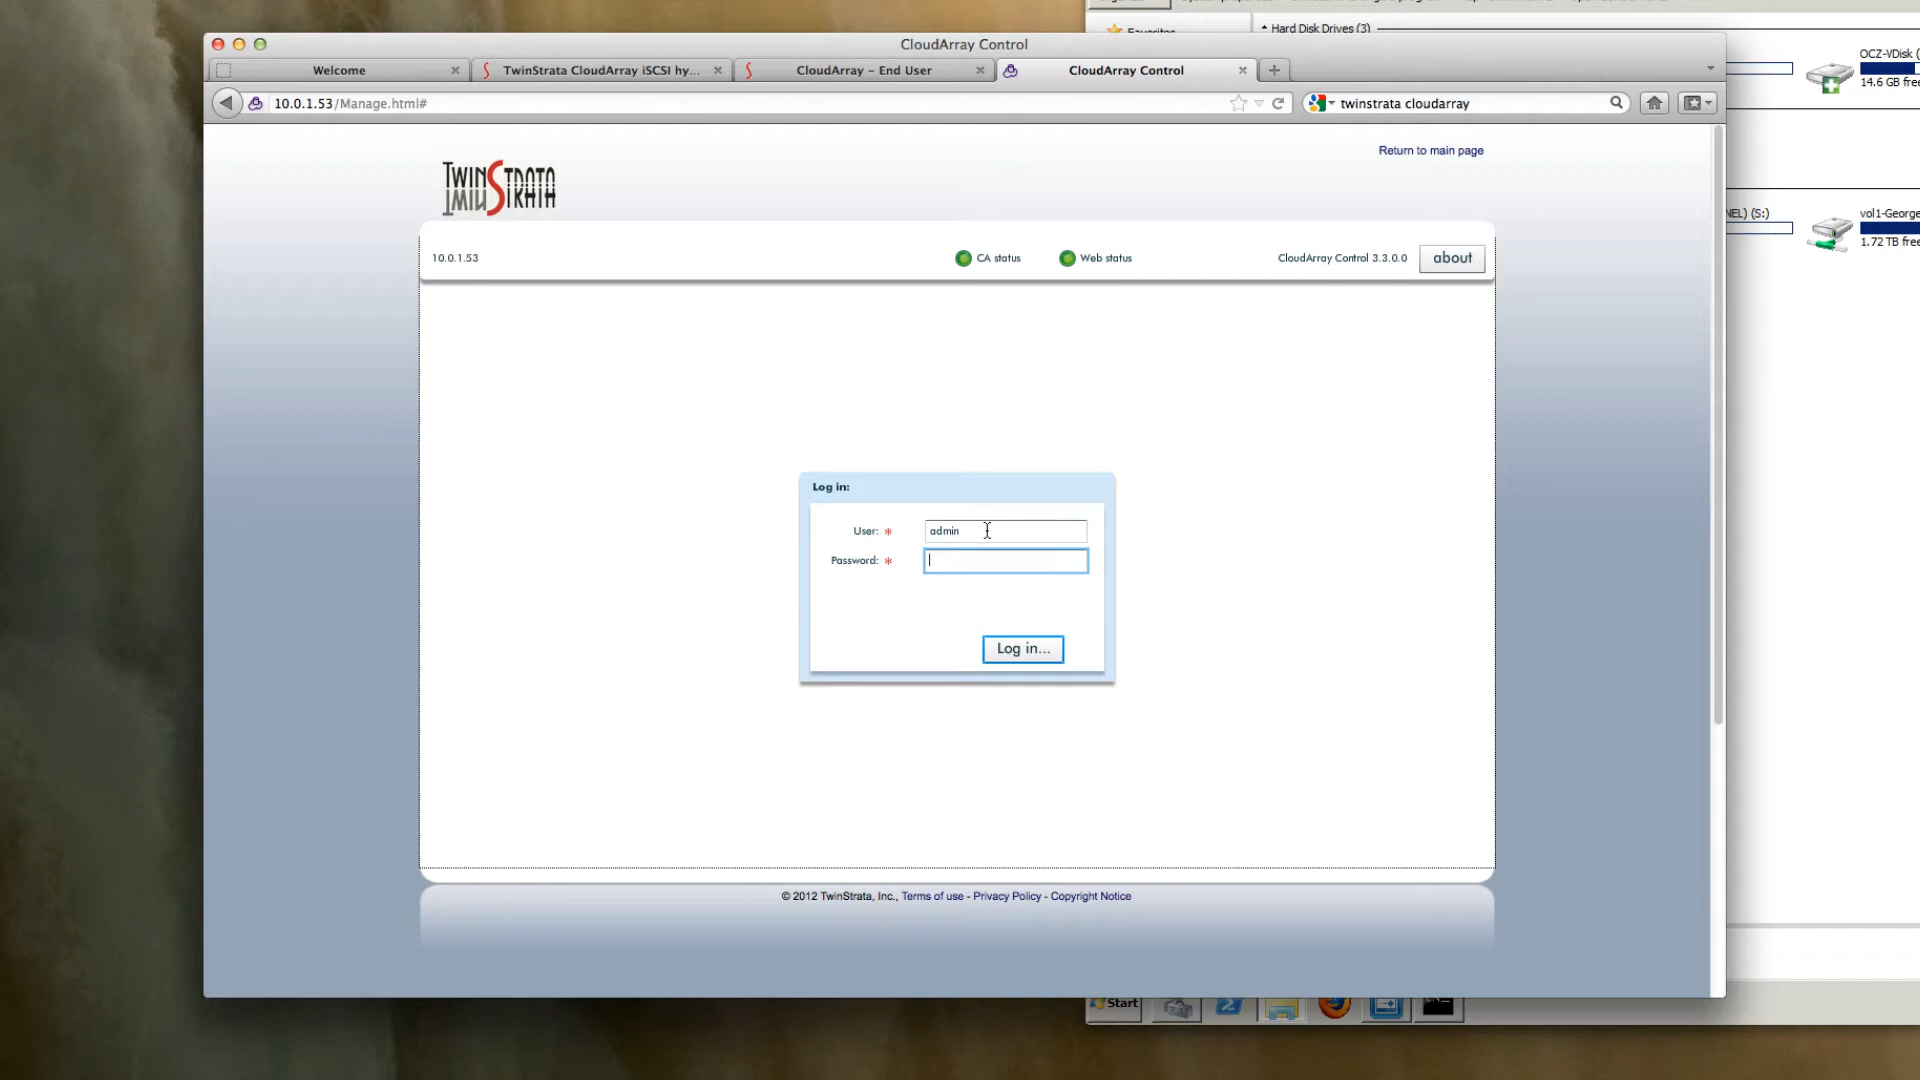 CloudArray Control
Welcome
TwinStrata CloudArray iSCSI hy...
CloudArray – End User
CloudArray Control
10.0.1.53/Manage.html#
twinstrata cloudarray
Return to main page
TWINSTRATA
10.0.1.53
CA status
Web status
CloudArray Control 3.3.0.0
about
Log in:
User: * admin
Password: *
Log in...
© 2012 TwinStrata, Inc., Terms of use - Privacy Policy - Copyright Notice
Favorites
Hard Disk Drives (3)
OCZ-VDisk (
14.6 GB free
NEL) (S:)
vol1-George
1.72 TB free
Start